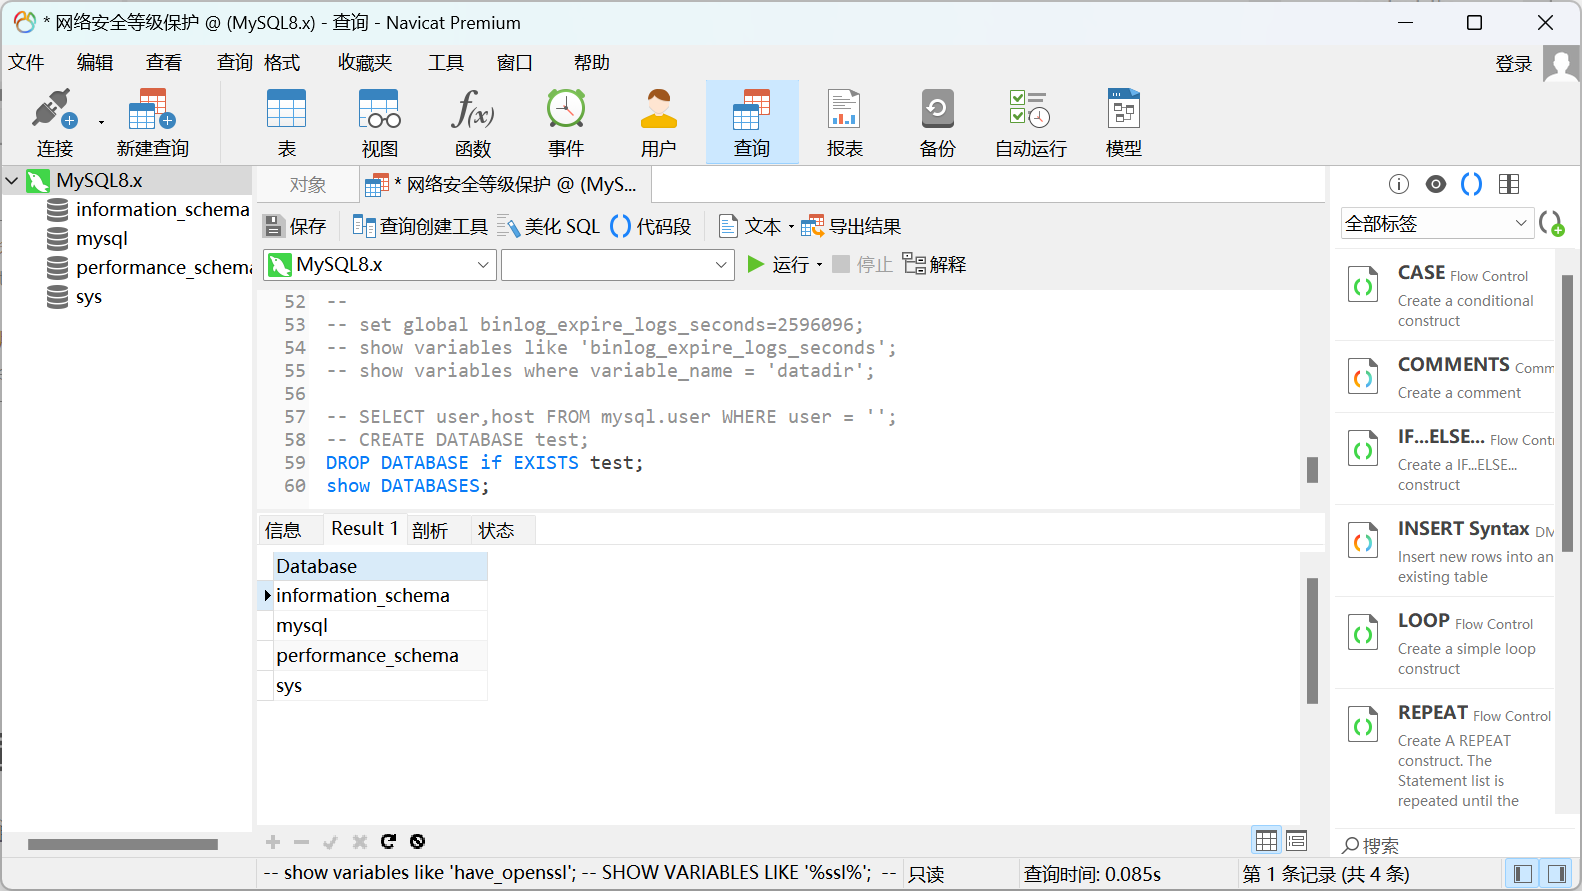 * 网络安全等级保护 @ (MySQL8.x) - 查询 - Navicat Premium
文件 编辑 查看 查询 格式 收藏夹 工具 窗口 帮助 登录
连接 新建查询 表 视图 函数 事件 用户 查询 报表 备份 自动运行 模型
MySQL8.x
information_schema
mysql
performance_schema
sys
对象 * 网络安全等级保护 @ (MyS...
保存 查询创建工具 美化 SQL 代码段 文本 导出结果
MySQL8.x 运行 停止 解释
52 --
53 -- set global binlog_expire_logs_seconds=2596096;
54 -- show variables like 'binlog_expire_logs_seconds';
55 -- show variables where variable_name = 'datadir';
56
57 -- SELECT user,host FROM mysql.user WHERE user = '';
58 -- CREATE DATABASE test;
59 DROP DATABASE if EXISTS test;
60 show DATABASES;
信息 Result 1 剖析 状态
Database
information_schema
mysql
performance_schema
sys
全部标签
CASE Flow Control
Create a conditional
construct
COMMENTS Comm
Create a comment
IF...ELSE... Flow Cont
Create a IF...ELSE...
construct
INSERT Syntax DM
Insert new rows into an
existing table
LOOP Flow Control
Create a simple loop
construct
REPEAT Flow Control
Create A REPEAT
construct. The
Statement list is
repeated until the
搜索
-- show variables like 'have_openssl'; -- SHOW VARIABLES LIKE '%ssl%'; -- 只读 查询时间: 0.085s 第 1 条记录 (共 4 条)